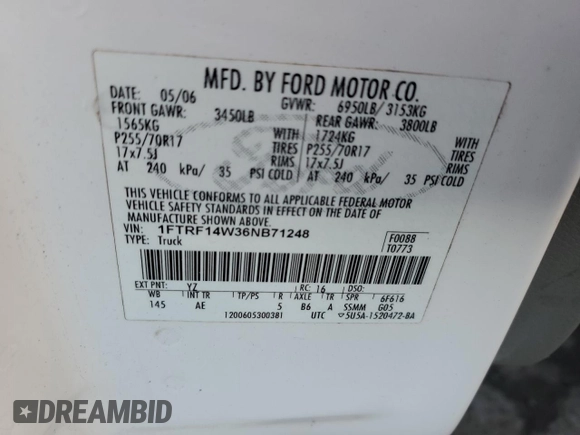 MFD. BY FORD MOTOR CO.
DATE: 05/06 GVWR: 6950LB/ 3153KG
FRONT GAWR: 3450LB REAR GAWR: 3800LB
1565KG WITH 1724KG WITH
P255/70R17 TIRES P255/70R17 TIRES
17x7.5J RIMS 17x7.5J RIMS
AT 240 kPa/ 35 PSI COLD AT 240 kPa/ 35 PSI COLD
THIS VEHICLE CONFORMS TO ALL APPLICABLE FEDERAL MOTOR
VEHICLE SAFETY STANDARDS IN EFFECT ON THE DATE OF
MANUFACTURE SHOWN ABOVE.
VIN: 1FTRF14W36NB71248 F0088
TYPE: Truck T0773
EXT PNT: YZ RC: 16 DSO:
WB INT TR TP/PS R AXLE TR SPR 6F616
145 AE 5 B6 A 5SMM G05
1200605300381 UTC 5U5A-1520472-BA
DREAMBID